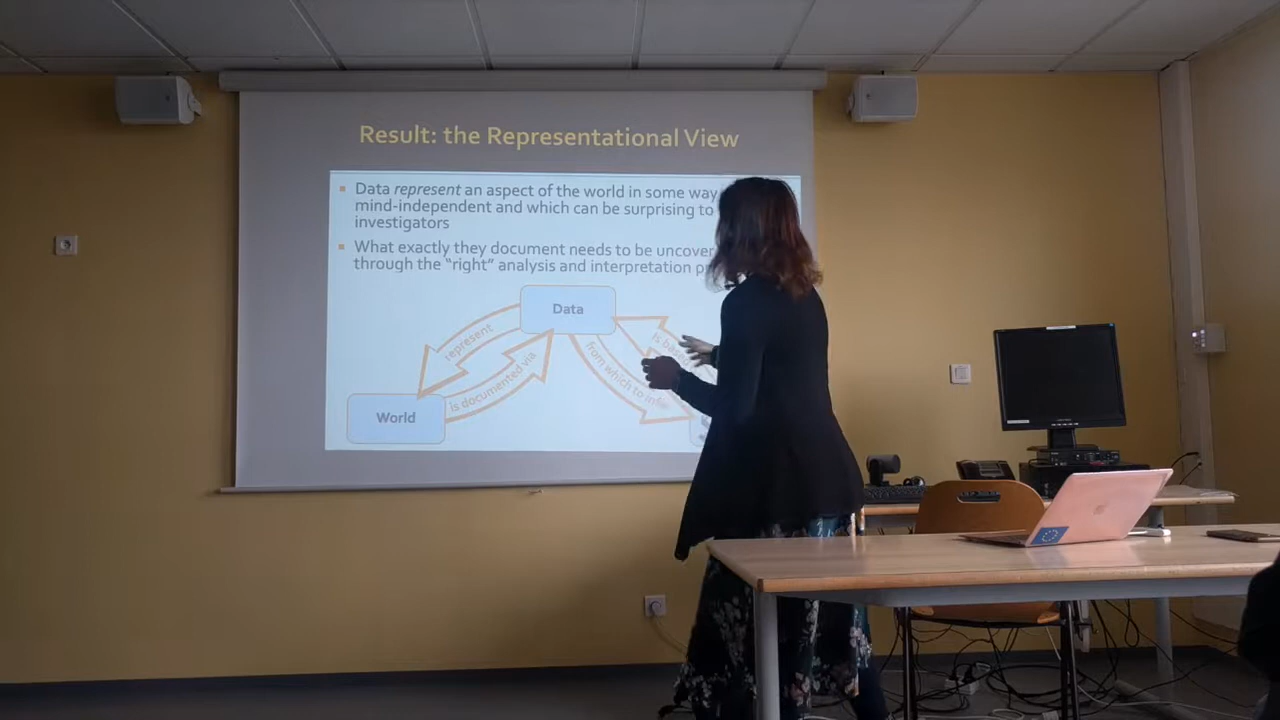 Result: the Representational View
Data represent an aspect of the world in some way
mind-independent and which can be surprising to
investigators
What exactly they document needs to be
through the “right” analysis and interpretation
Data
represent
is documented via
from which to
World